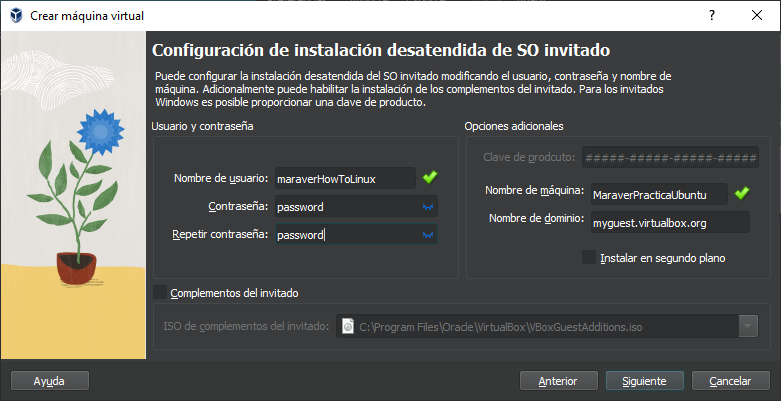 Crear máquina virtual
Configuración de instalación desatendida de SO invitado
Puede configurar la instalación desatendida del SO invitado modificando el usuario, contraseña y nombre de
máquina. Adicionalmente puede habilitar la instalación de los complementos del invitado. Para los invitados
Windows es posible proporcionar una clave de producto.
Usuario y contraseña
Nombre de usuario: maraverHowToLinux
Contraseña: password
Repetir contraseña: password
Opciones adicionales
Clave de prodcuto: #####-#####-#####-#####
Nombre de máquina: MaraverPracticaUbuntu
Nombre de dominio: myguest.virtualbox.org
Instalar en segundo plano
Complementos del invitado
ISO de complementos del invitado: C:\Program Files\Oracle\VirtualBox\VBoxGuestAdditions.iso
Ayuda Anterior Siguiente Cancelar